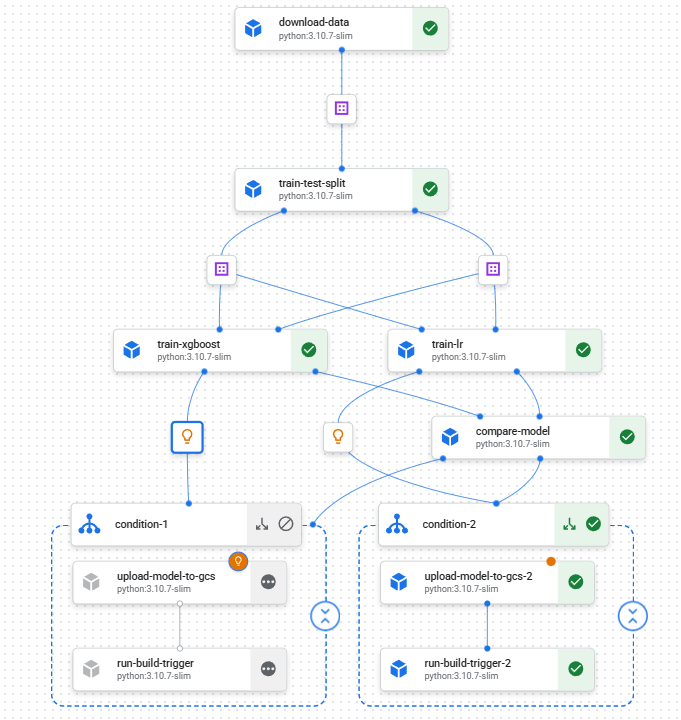 download-data
python:3.10.7-slim
train-test-split
python:3.10.7-slim
train-xgboost
python:3.10.7-slim
train-lr
python:3.10.7-slim
compare-model
python:3.10.7-slim
condition-1
condition-2
upload-model-to-gcs
python:3.10.7-slim
upload-model-to-gcs-2
python:3.10.7-slim
run-build-trigger
python:3.10.7-slim
run-build-trigger-2
python:3.10.7-slim